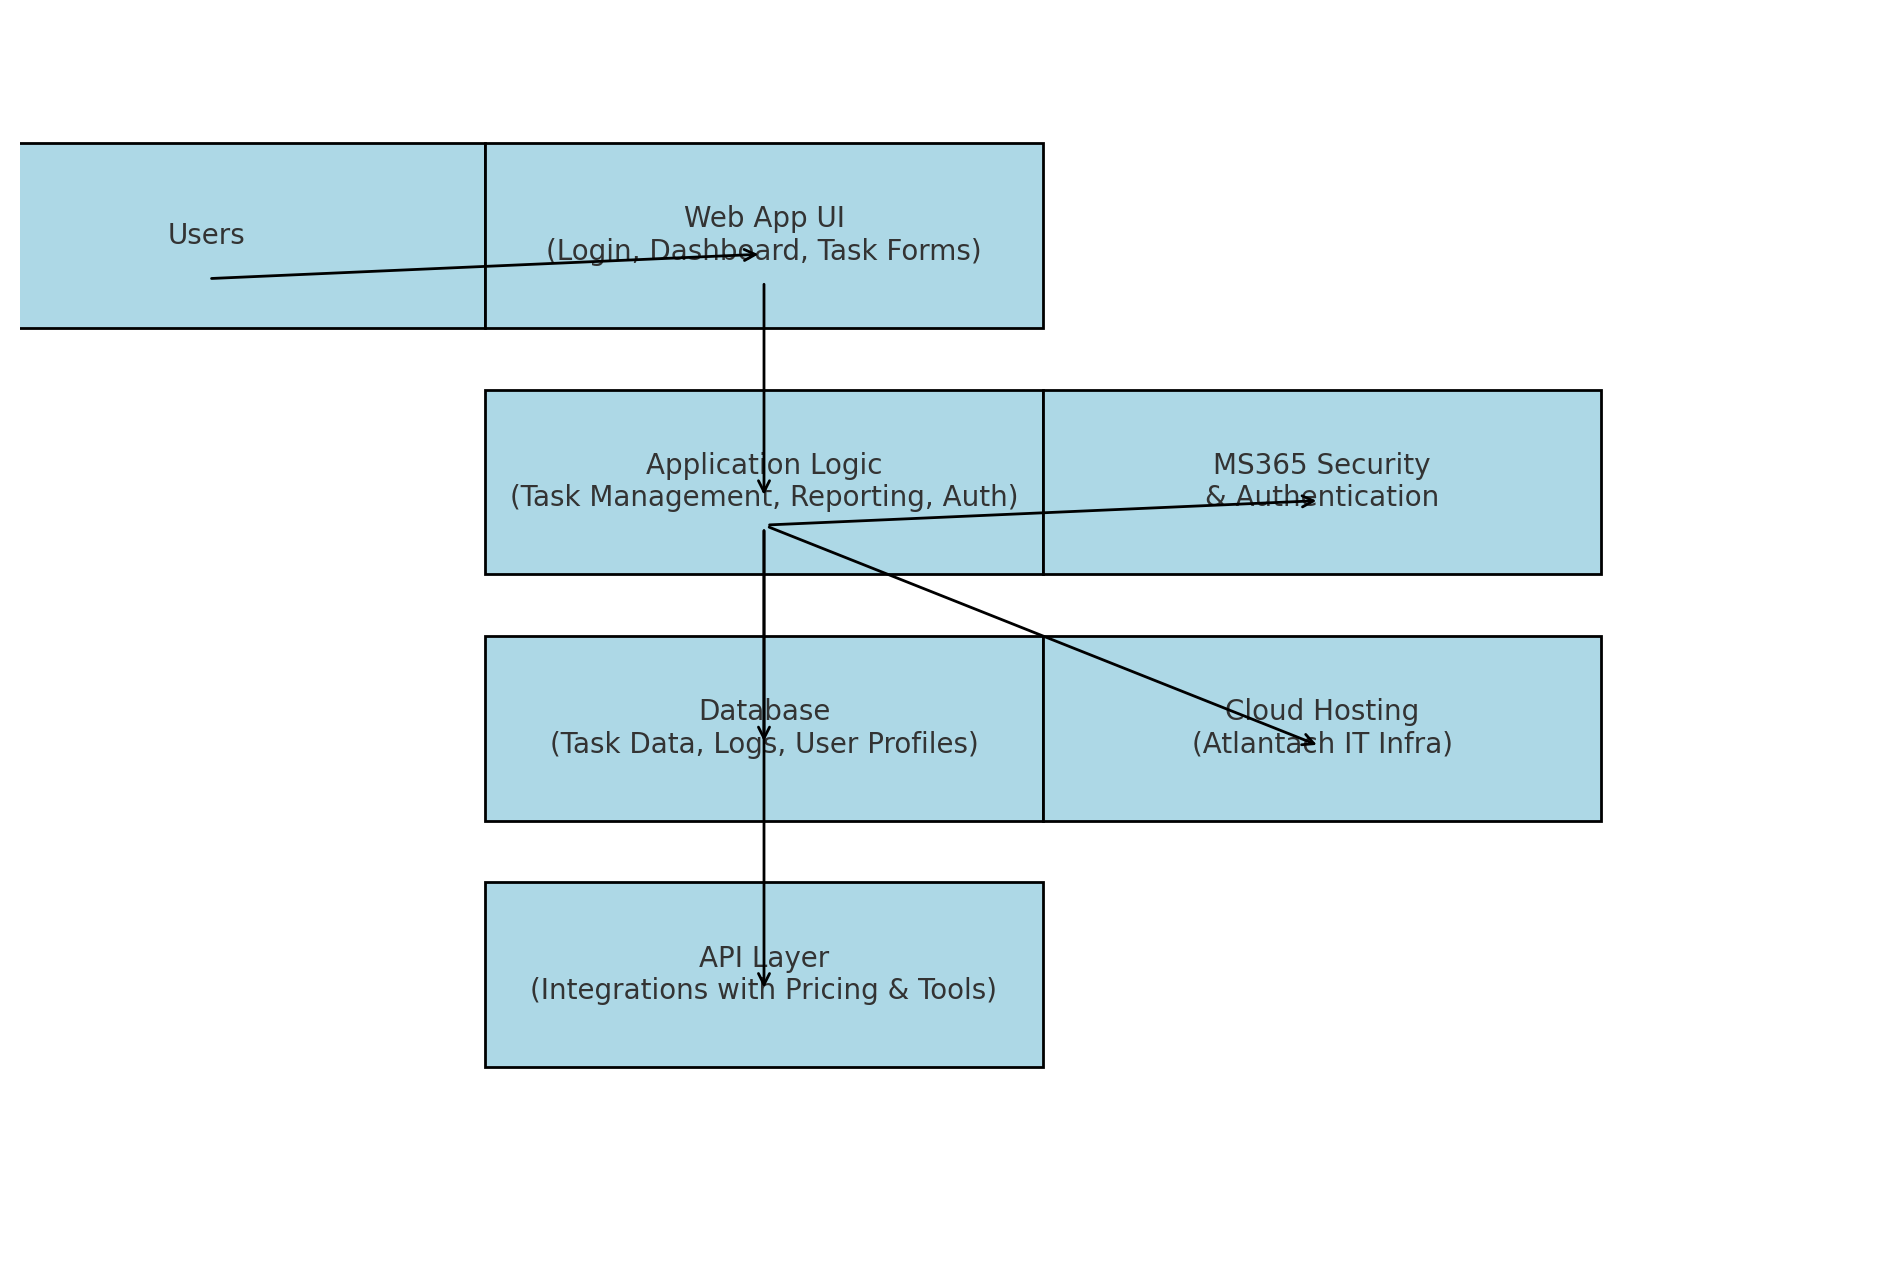 Users
Web App UI
(Login, Dashboard, Task Forms)
Application Logic
(Task Management, Reporting, Auth)
MS365 Security
& Authentication
Database
(Task Data, Logs, User Profiles)
Cloud Hosting
(Atlantach IT Infra)
API Layer
(Integrations with Pricing & Tools)